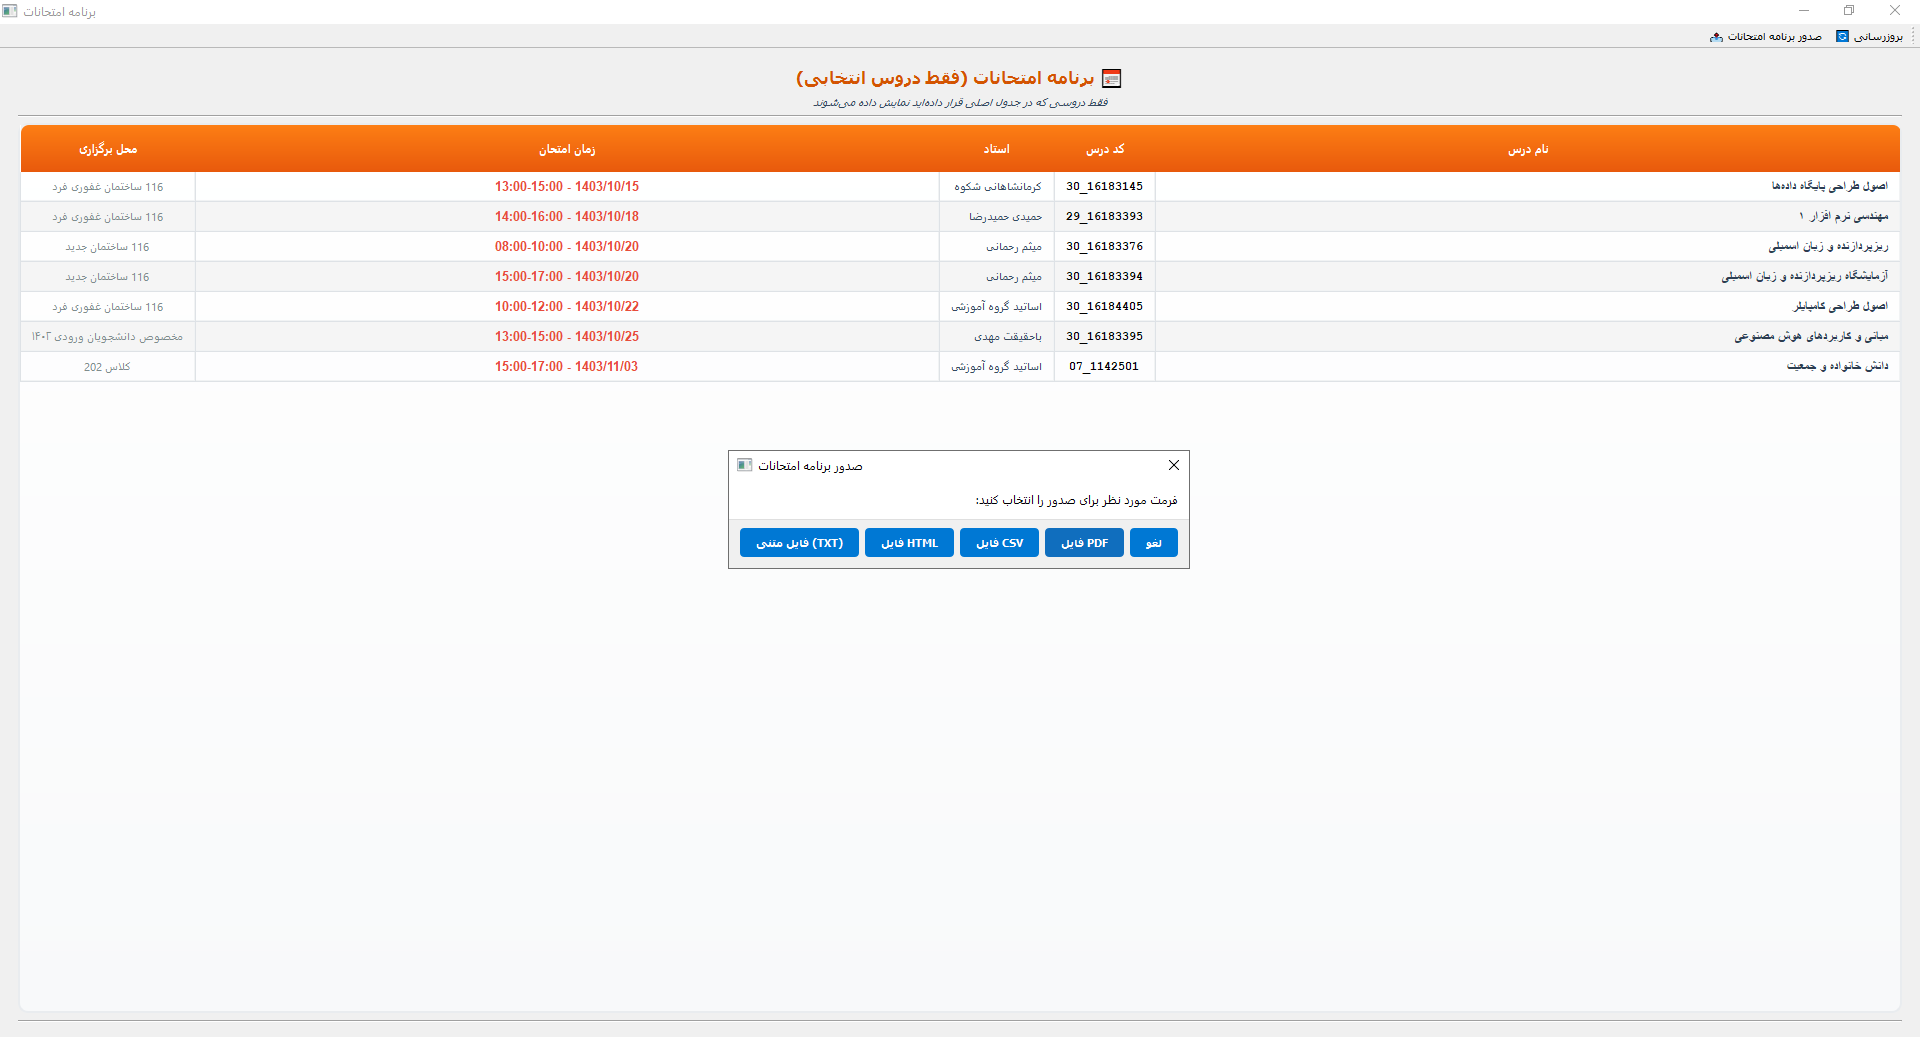 برنامه امتحانات
بروزرسانی صدور برنامه امتحانات
برنامه امتحانات (فقط دروس انتخابی)
فقط دروسی که در جدول اصلی قرار داده‌اید نمایش داده می‌شوند
نام درس کد درس استاد زمان امتحان محل برگزاری
اصول طراحی پایگاه داده‌ها 30_16183145 کرمانشاهانی شکوه 1403/10/15 - 13:00-15:00 116 ساختمان غفوری فرد
مهندسی نرم افزار ۱ 29_16183393 حمیدی حمیدرضا 1403/10/18 - 14:00-16:00 116 ساختمان غفوری فرد
ریزپردازنده و زبان اسمبلی 30_16183376 میثم رحمانی 1403/10/20 - 08:00-10:00 116 ساختمان جدید
آزمایشگاه ریزپردازنده و زبان اسمبلی 30_16183394 میثم رحمانی 1403/10/20 - 15:00-17:00 116 ساختمان جدید
اصول طراحی کامپایلر 30_16184405 اساتید گروه آموزشی 1403/10/22 - 10:00-12:00 116 ساختمان غفوری فرد
مبانی و کاربردهای هوش مصنوعی 30_16183395 باحقیقت مهدی 1403/10/25 - 13:00-15:00 مخصوص دانشجویان ورودی ۱۴۰۲
دانش خانواده و جمعیت 07_1142501 اساتید گروه آموزشی 1403/11/03 - 15:00-17:00 کلاس 202
صدور برنامه امتحانات
فرمت مورد نظر برای صدور را انتخاب کنید:
لغو فایل PDF فایل CSV فایل HTML فایل متنی (TXT)